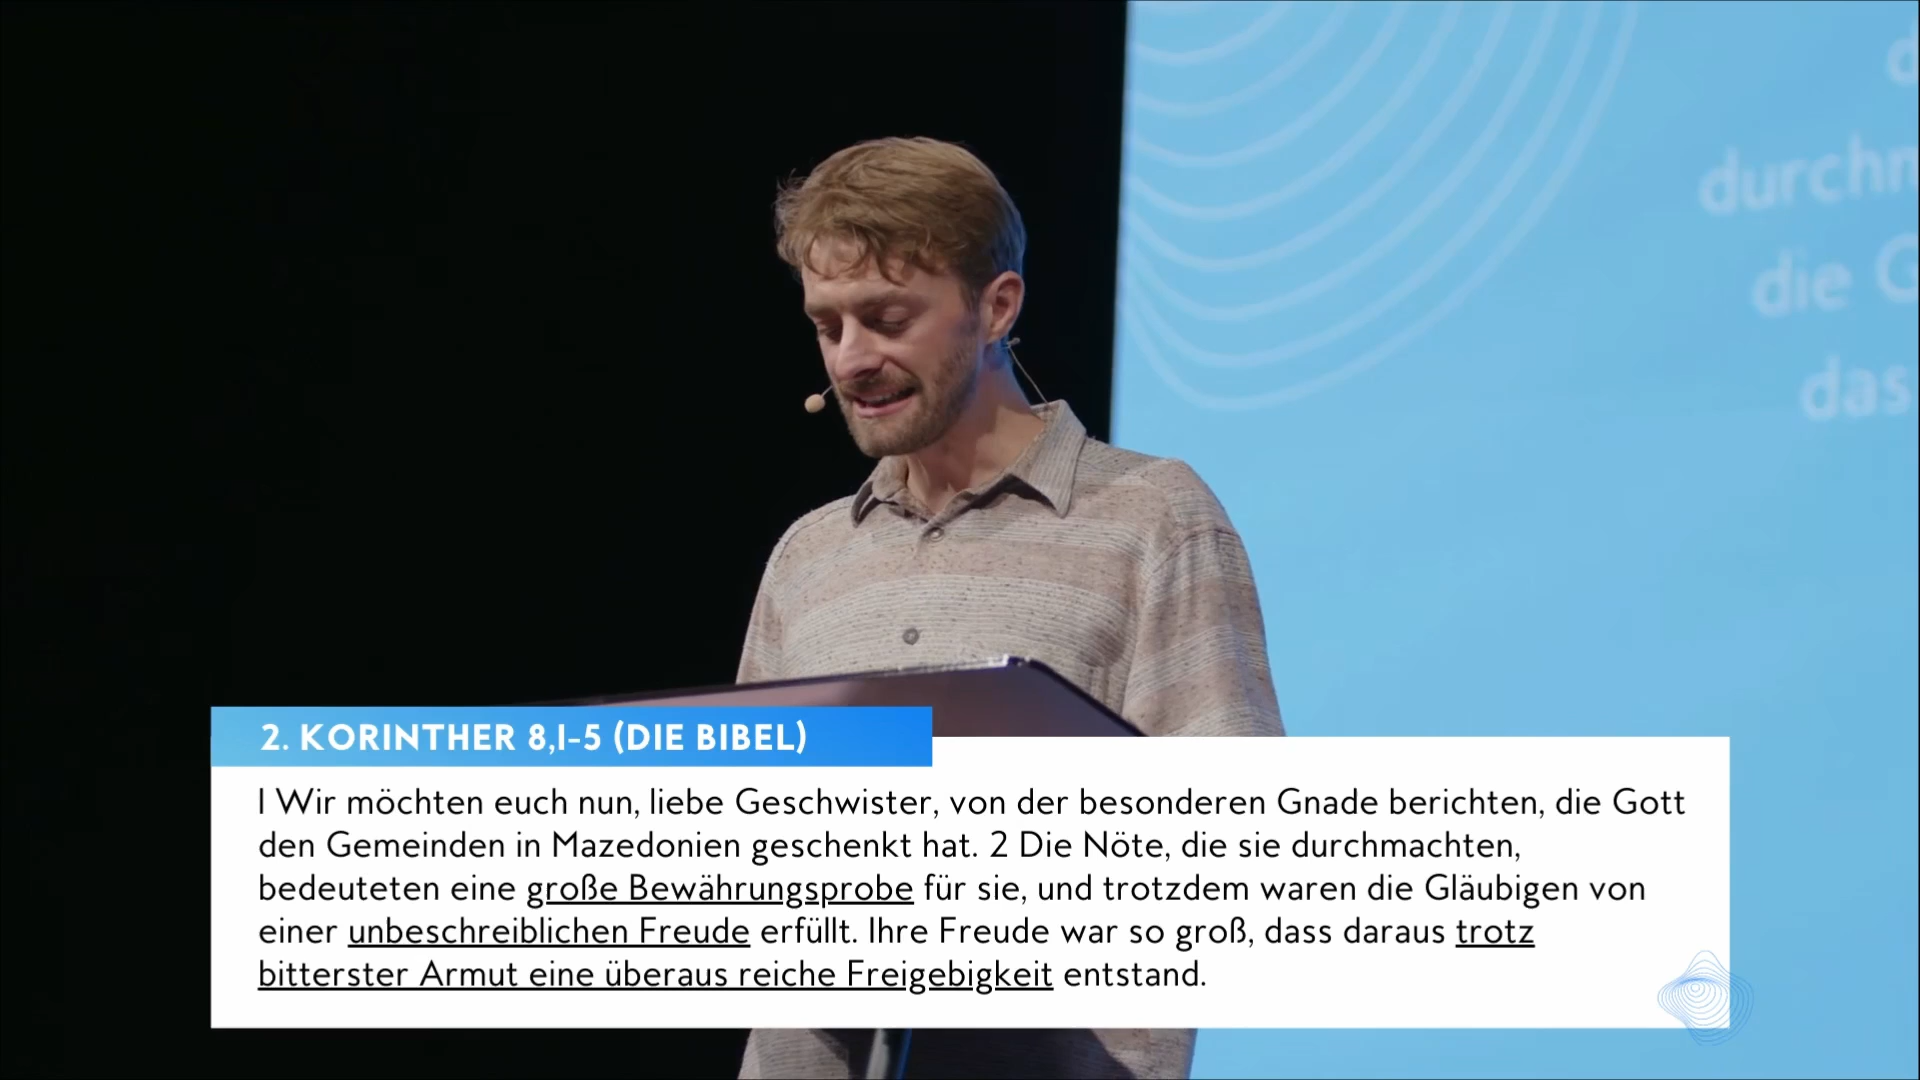 durch
die G
das
2. KORINTHER 8,1-5 (DIE BIBEL)
1 Wir möchten euch nun, liebe Geschwister, von der besonderen Gnade berichten, die Gott
den Gemeinden in Mazedonien geschenkt hat. 2 Die Nöte, die sie durchmachten,
bedeuteten eine große Bewährungsprobe für sie, und trotzdem waren die Gläubigen von
einer unbeschreiblichen Freude erfüllt. Ihre Freude war so groß, dass daraus trotz
bitterster Armut eine überaus reiche Freigebigkeit entstand.